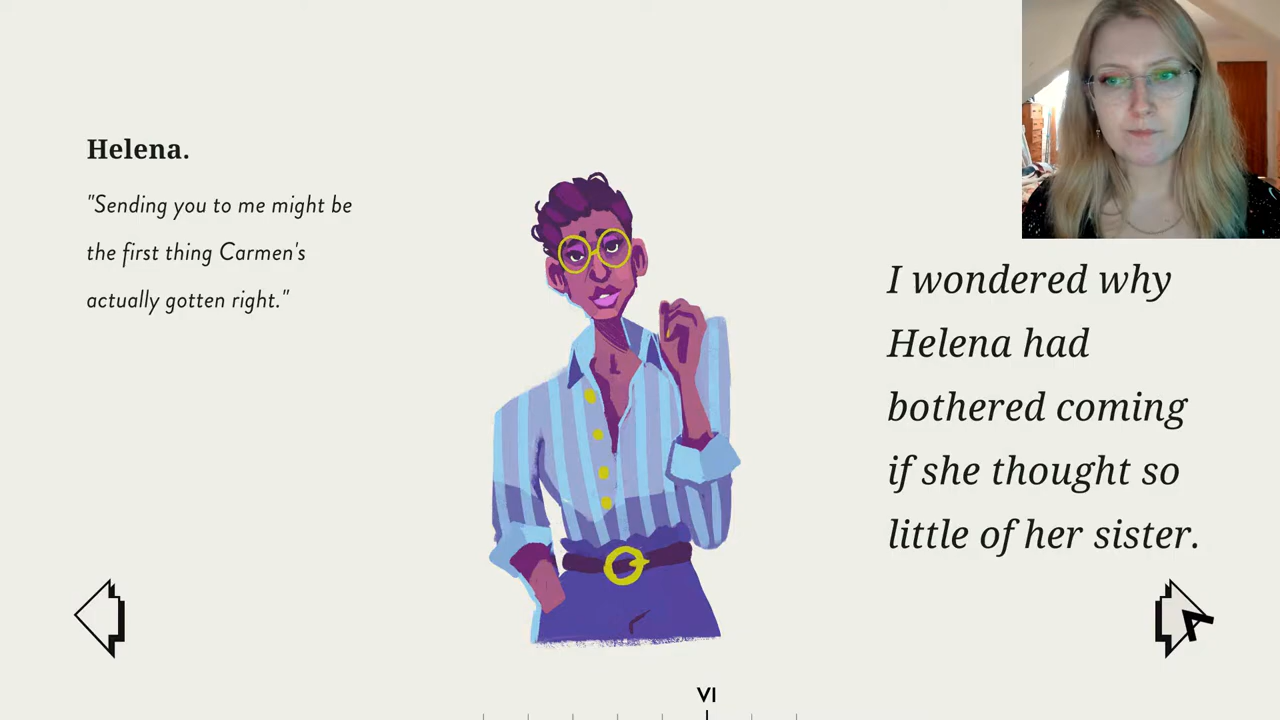 Helena.
"Sending you to me might be
the first thing Carmen's
actually gotten right."
I wondered why
Helena had
bothered coming
if she thought so
little of her sister.
VI